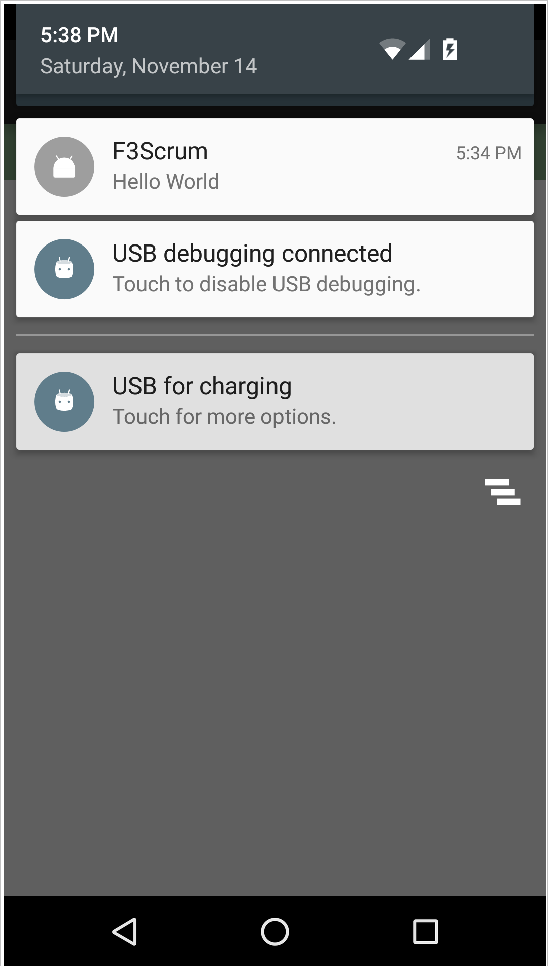 5:38 PM
Saturday, November 14
F3Scrum 5:34 PM
Hello World
USB debugging connected
Touch to disable USB debugging.
USB for charging
Touch for more options.